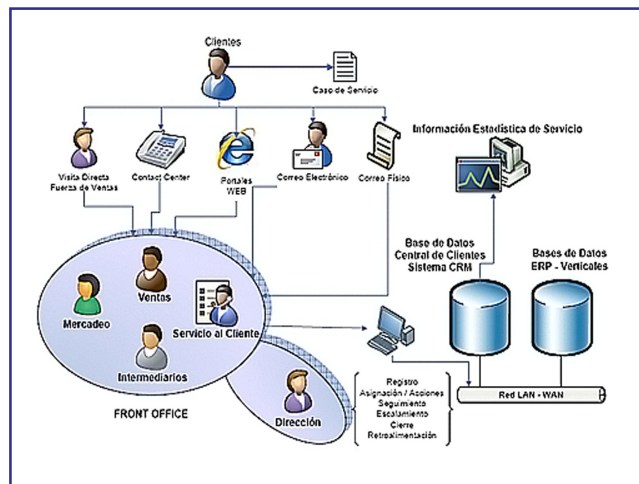 Clientes
Caso de Servicio
Visita Directa
Fuerza de Ventas
Contact Center
Portales
WEB
Correo Electrónico
Correo Físico
Información Estadística de Servicio
Base de Datos
Central de Clientes
Sistema CRM
Bases de Datos
ERP - Verticales
Ventas
Mercadeo
Servicio al Cliente
Intermediarios
FRONT OFFICE
Dirección
Registro
Asignación / Acciones
Seguimiento
Escalamiento
Cierre
Retroalimentación
Red LAN - WAN